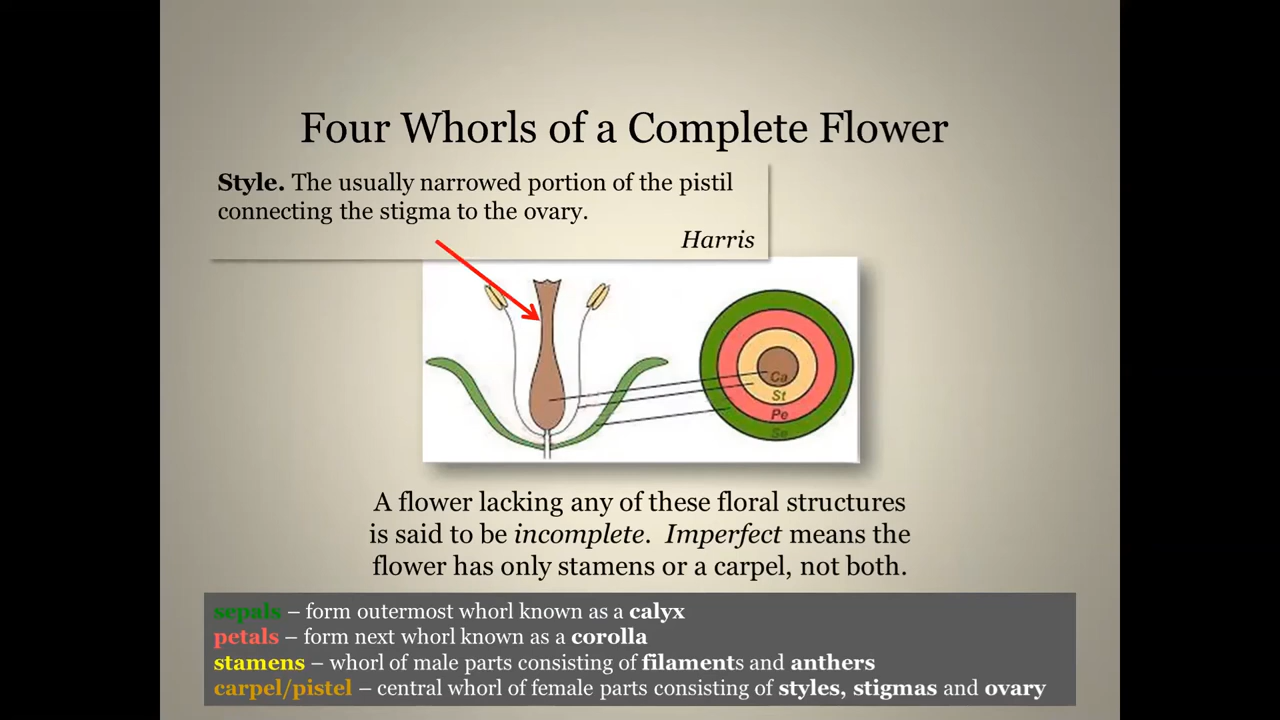 Four Whorls of a Complete Flower
Style. The usually narrowed portion of the pistil
connecting the stigma to the ovary.
Harris
Ca
St
Pe
Se
A flower lacking any of these floral structures
is said to be incomplete. Imperfect means the
flower has only stamens or a carpel, not both.
sepals – form outermost whorl known as a calyx
petals – form next whorl known as a corolla
stamens – whorl of male parts consisting of filaments and anthers
carpel/pistel – central whorl of female parts consisting of styles, stigmas and ovary